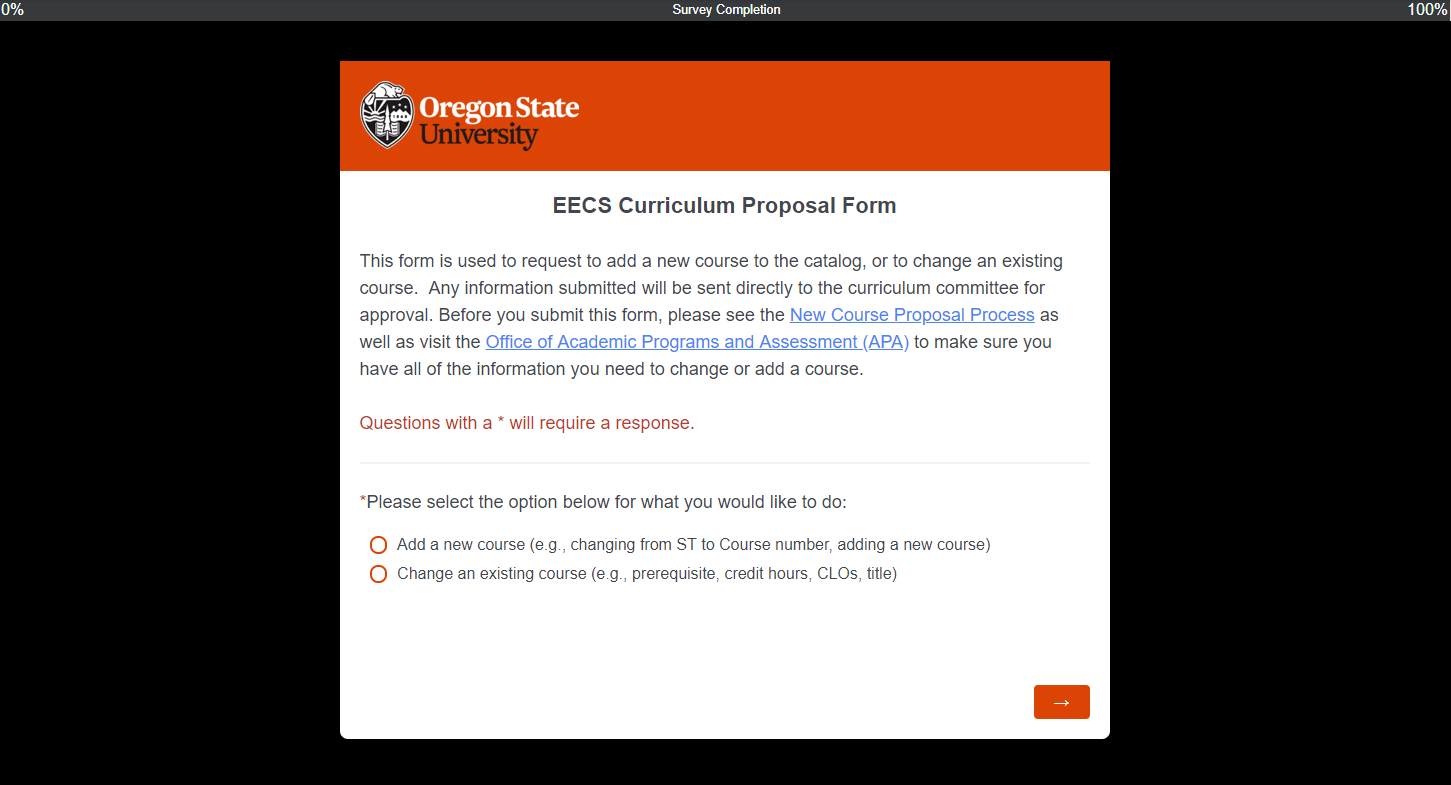 0% Survey Completion 100%
Oregon State
University
EECS Curriculum Proposal Form
This form is used to request to add a new course to the catalog, or to change an existing
course.  Any information submitted will be sent directly to the curriculum committee for
approval. Before you submit this form, please see the New Course Proposal Process as
well as visit the Office of Academic Programs and Assessment (APA) to make sure you
have all of the information you need to change or add a course.
Questions with a * will require a response.
*Please select the option below for what you would like to do:
Add a new course (e.g., changing from ST to Course number, adding a new course)
Change an existing course (e.g., prerequisite, credit hours, CLOs, title)
→